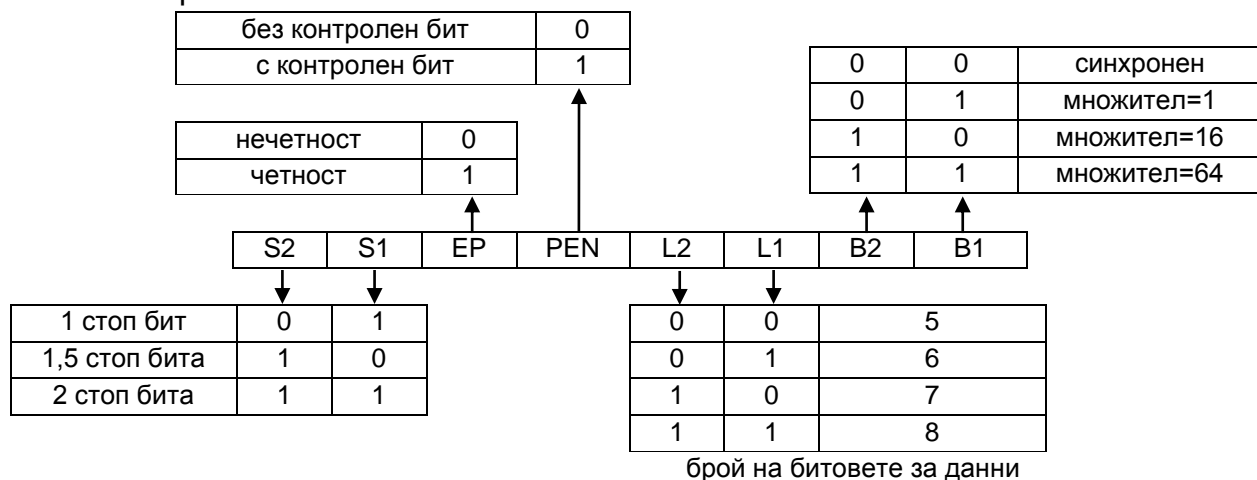 без контролен бит 0
с контролен бит 1
0 0 синхронен
0 1 множител=1
1 0 множител=16
1 1 множител=64
нечетност 0
четност 1
S2 S1 EP PEN L2 L1 B2 B1
1 стоп бит 0 1
1,5 стоп бита 1 0
2 стоп бита 1 1
0 0 5
0 1 6
1 0 7
1 1 8
брой на битовете за данни